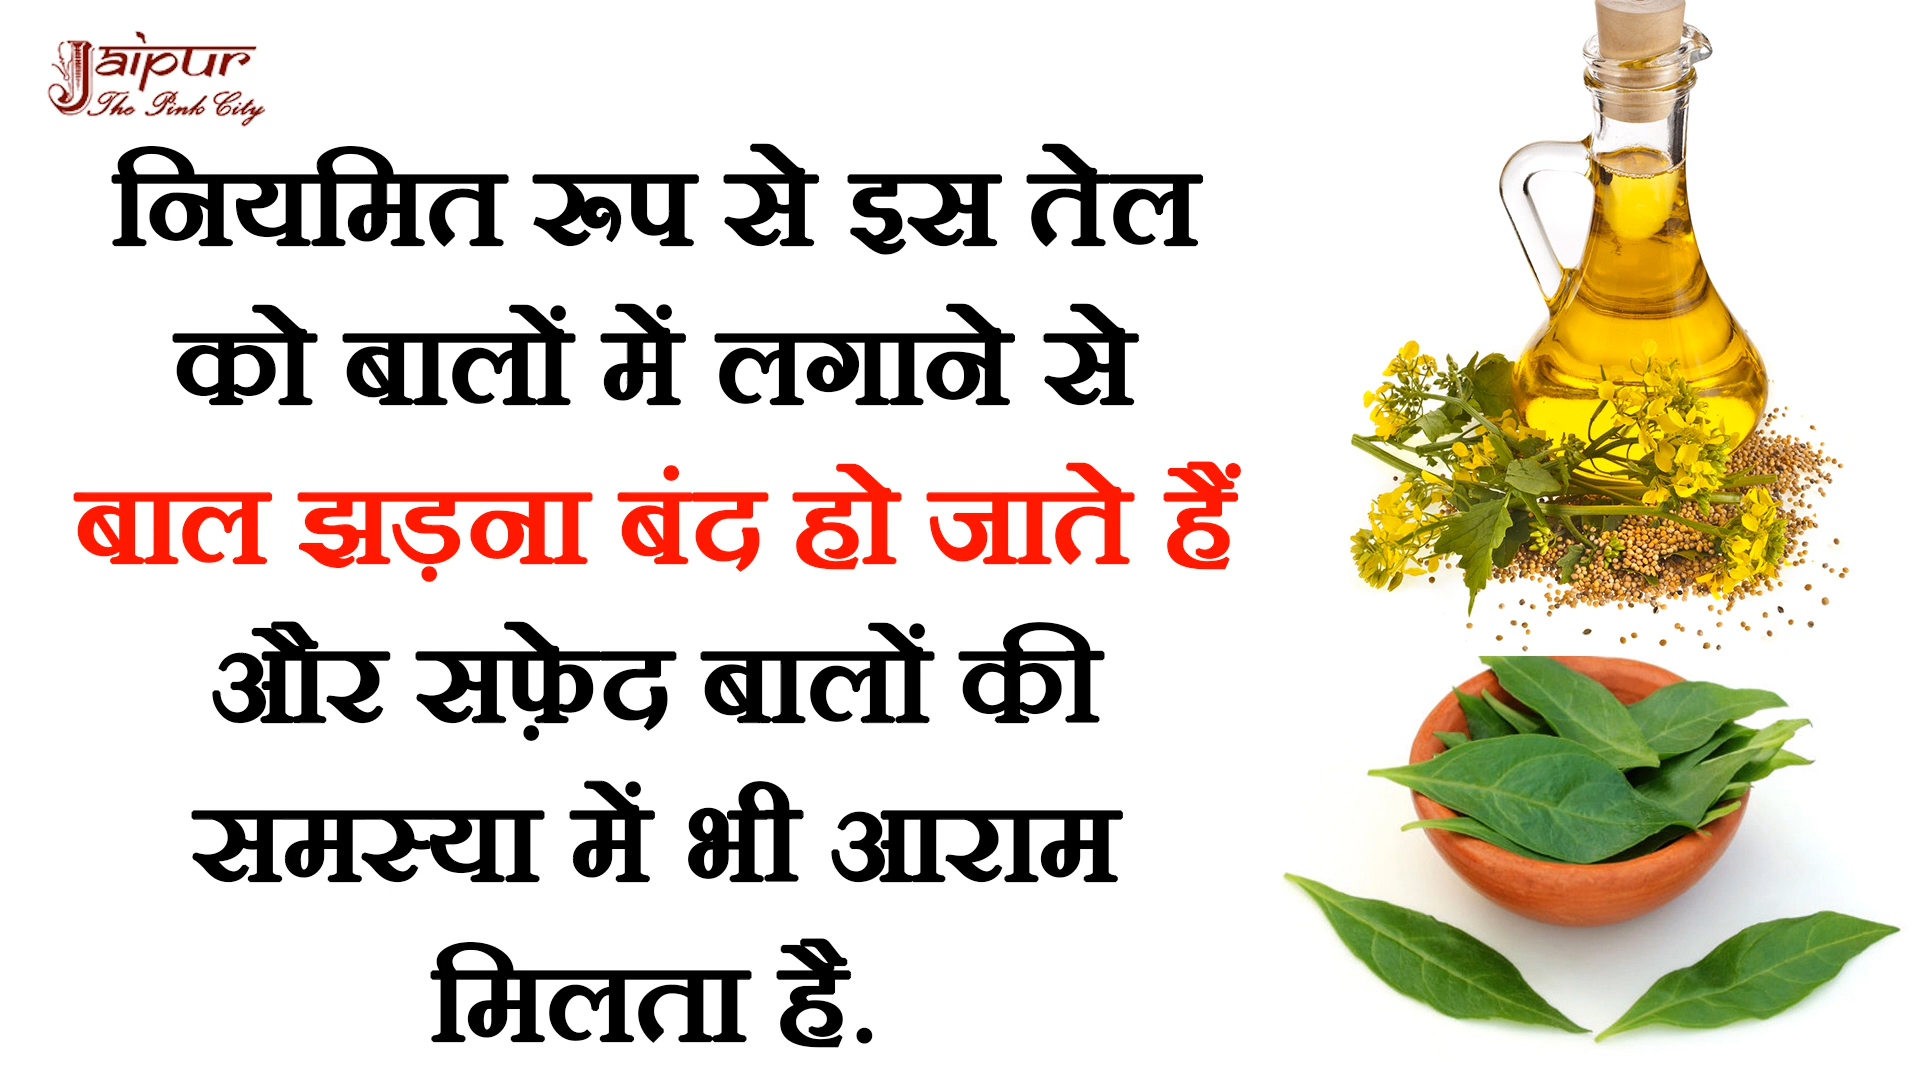 Jaipur
The Pink City
नियमित रूप से इस तेल
को बालों में लगाने से
बाल झड़ना बंद हो जाते हैं
और सफ़ेद बालों की
समस्या में भी आराम
मिलता है.